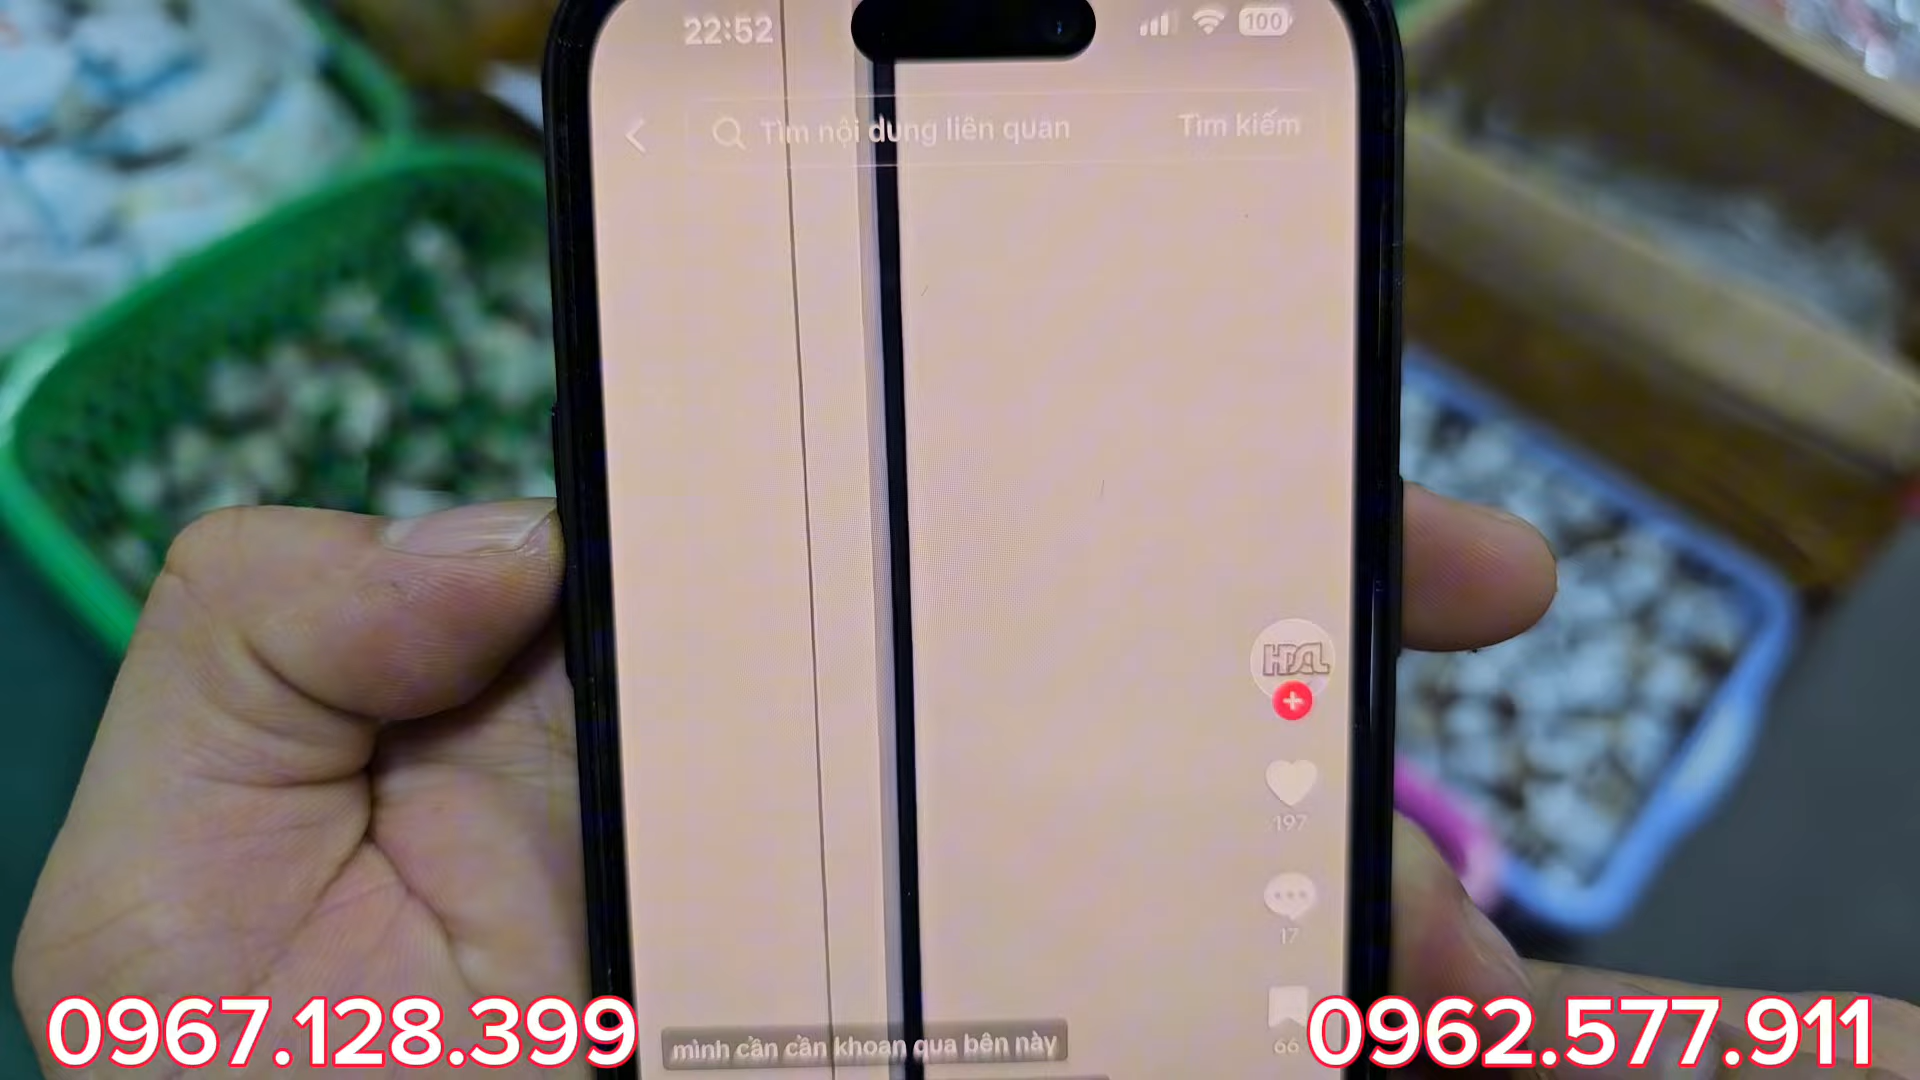 22:52
100
Tìm nội dung liên quan
Tìm kiếm
HDCL
197
17
66
mình cần cần khoan qua bên này
0967.128.399
0962.577.911